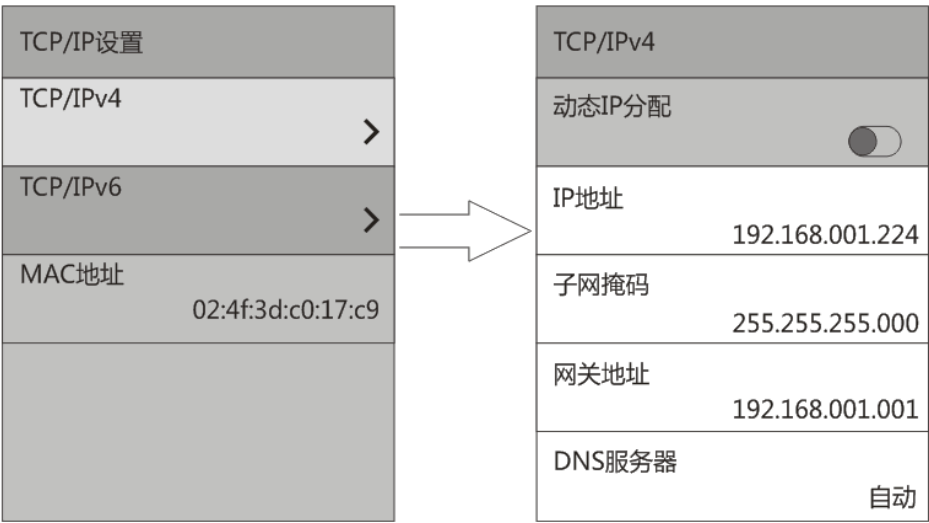 TCP/IP设置
TCP/IPv4
TCP/IPv6
MAC地址
02:4f:3d:c0:17:c9
TCP/IPv4
动态IP分配
IP地址
192.168.001.224
子网掩码
255.255.255.000
网关地址
192.168.001.001
DNS服务器
自动